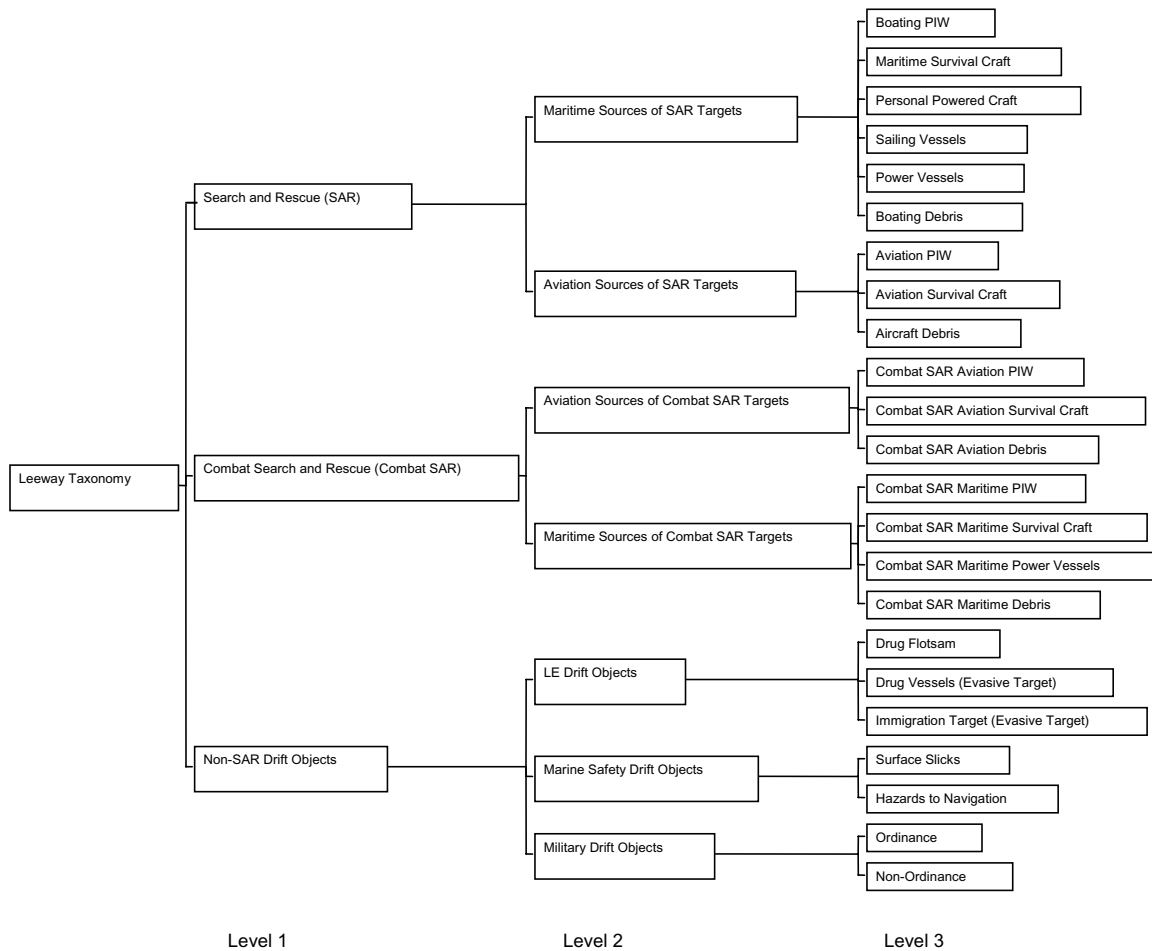 Leeway Taxonomy
Search and Rescue (SAR)
Maritime Sources of SAR Targets
Boating PIW
Maritime Survival Craft
Personal Powered Craft
Sailing Vessels
Power Vessels
Boating Debris
Aviation Sources of SAR Targets
Aviation PIW
Aviation Survival Craft
Aircraft Debris
Combat Search and Rescue (Combat SAR)
Aviation Sources of Combat SAR Targets
Combat SAR Aviation PIW
Combat SAR Aviation Survival Craft
Combat SAR Aviation Debris
Maritime Sources of Combat SAR Targets
Combat SAR Maritime PIW
Combat SAR Maritime Survival Craft
Combat SAR Maritime Power Vessels
Combat SAR Maritime Debris
Non-SAR Drift Objects
LE Drift Objects
Drug Flotsam
Drug Vessels (Evasive Target)
Immigration Target (Evasive Target)
Marine Safety Drift Objects
Surface Slicks
Hazards to Navigation
Military Drift Objects
Ordinance
Non-Ordinance
Level 1
Level 2
Level 3